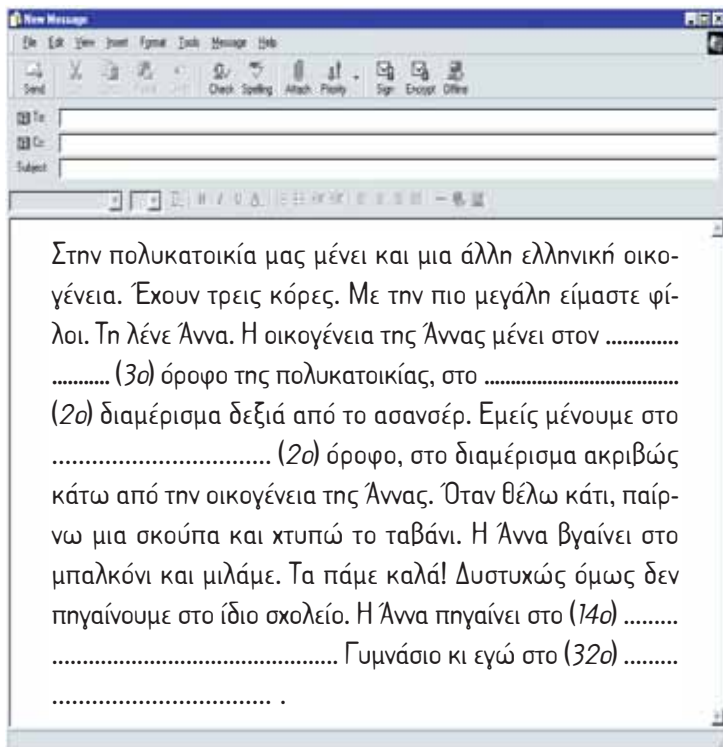 New Message
File Edit View Insert Format Tools Message Help
Send Check Spelling Attach Priority Sign Encrypt Offline
To:
Cc:
Subject:
Στην πολυκατοικία μας μένει και μια άλλη ελληνική οικο-
γένεια. Έχουν τρεις κόρες. Με την πιο μεγάλη είμαστε φί-
λοι. Τη λένε Άννα. Η οικογένεια της Άννας μένει στον .............
........... (3ο) όροφο της πολυκατοικίας, στο .....................................
(2ο) διαμέρισμα δεξιά από το ασανσέρ. Εμείς μένουμε στο
................................ (2ο) όροφο, στο διαμέρισμα ακριβώς
κάτω από την οικογένεια της Άννας. Όταν θέλω κάτι, παίρ-
νω μια σκούπα και χτυπώ το ταβάνι. Η Άννα βγαίνει στο
μπαλκόνι και μιλάμε. Τα πάμε καλά! Δυστυχώς όμως δεν
πηγαίνουμε στο ίδιο σχολείο. Η Άννα πηγαίνει στο (14ο) .........
............................................... Γυμνάσιο κι εγώ στο (32ο) .........
................................ .